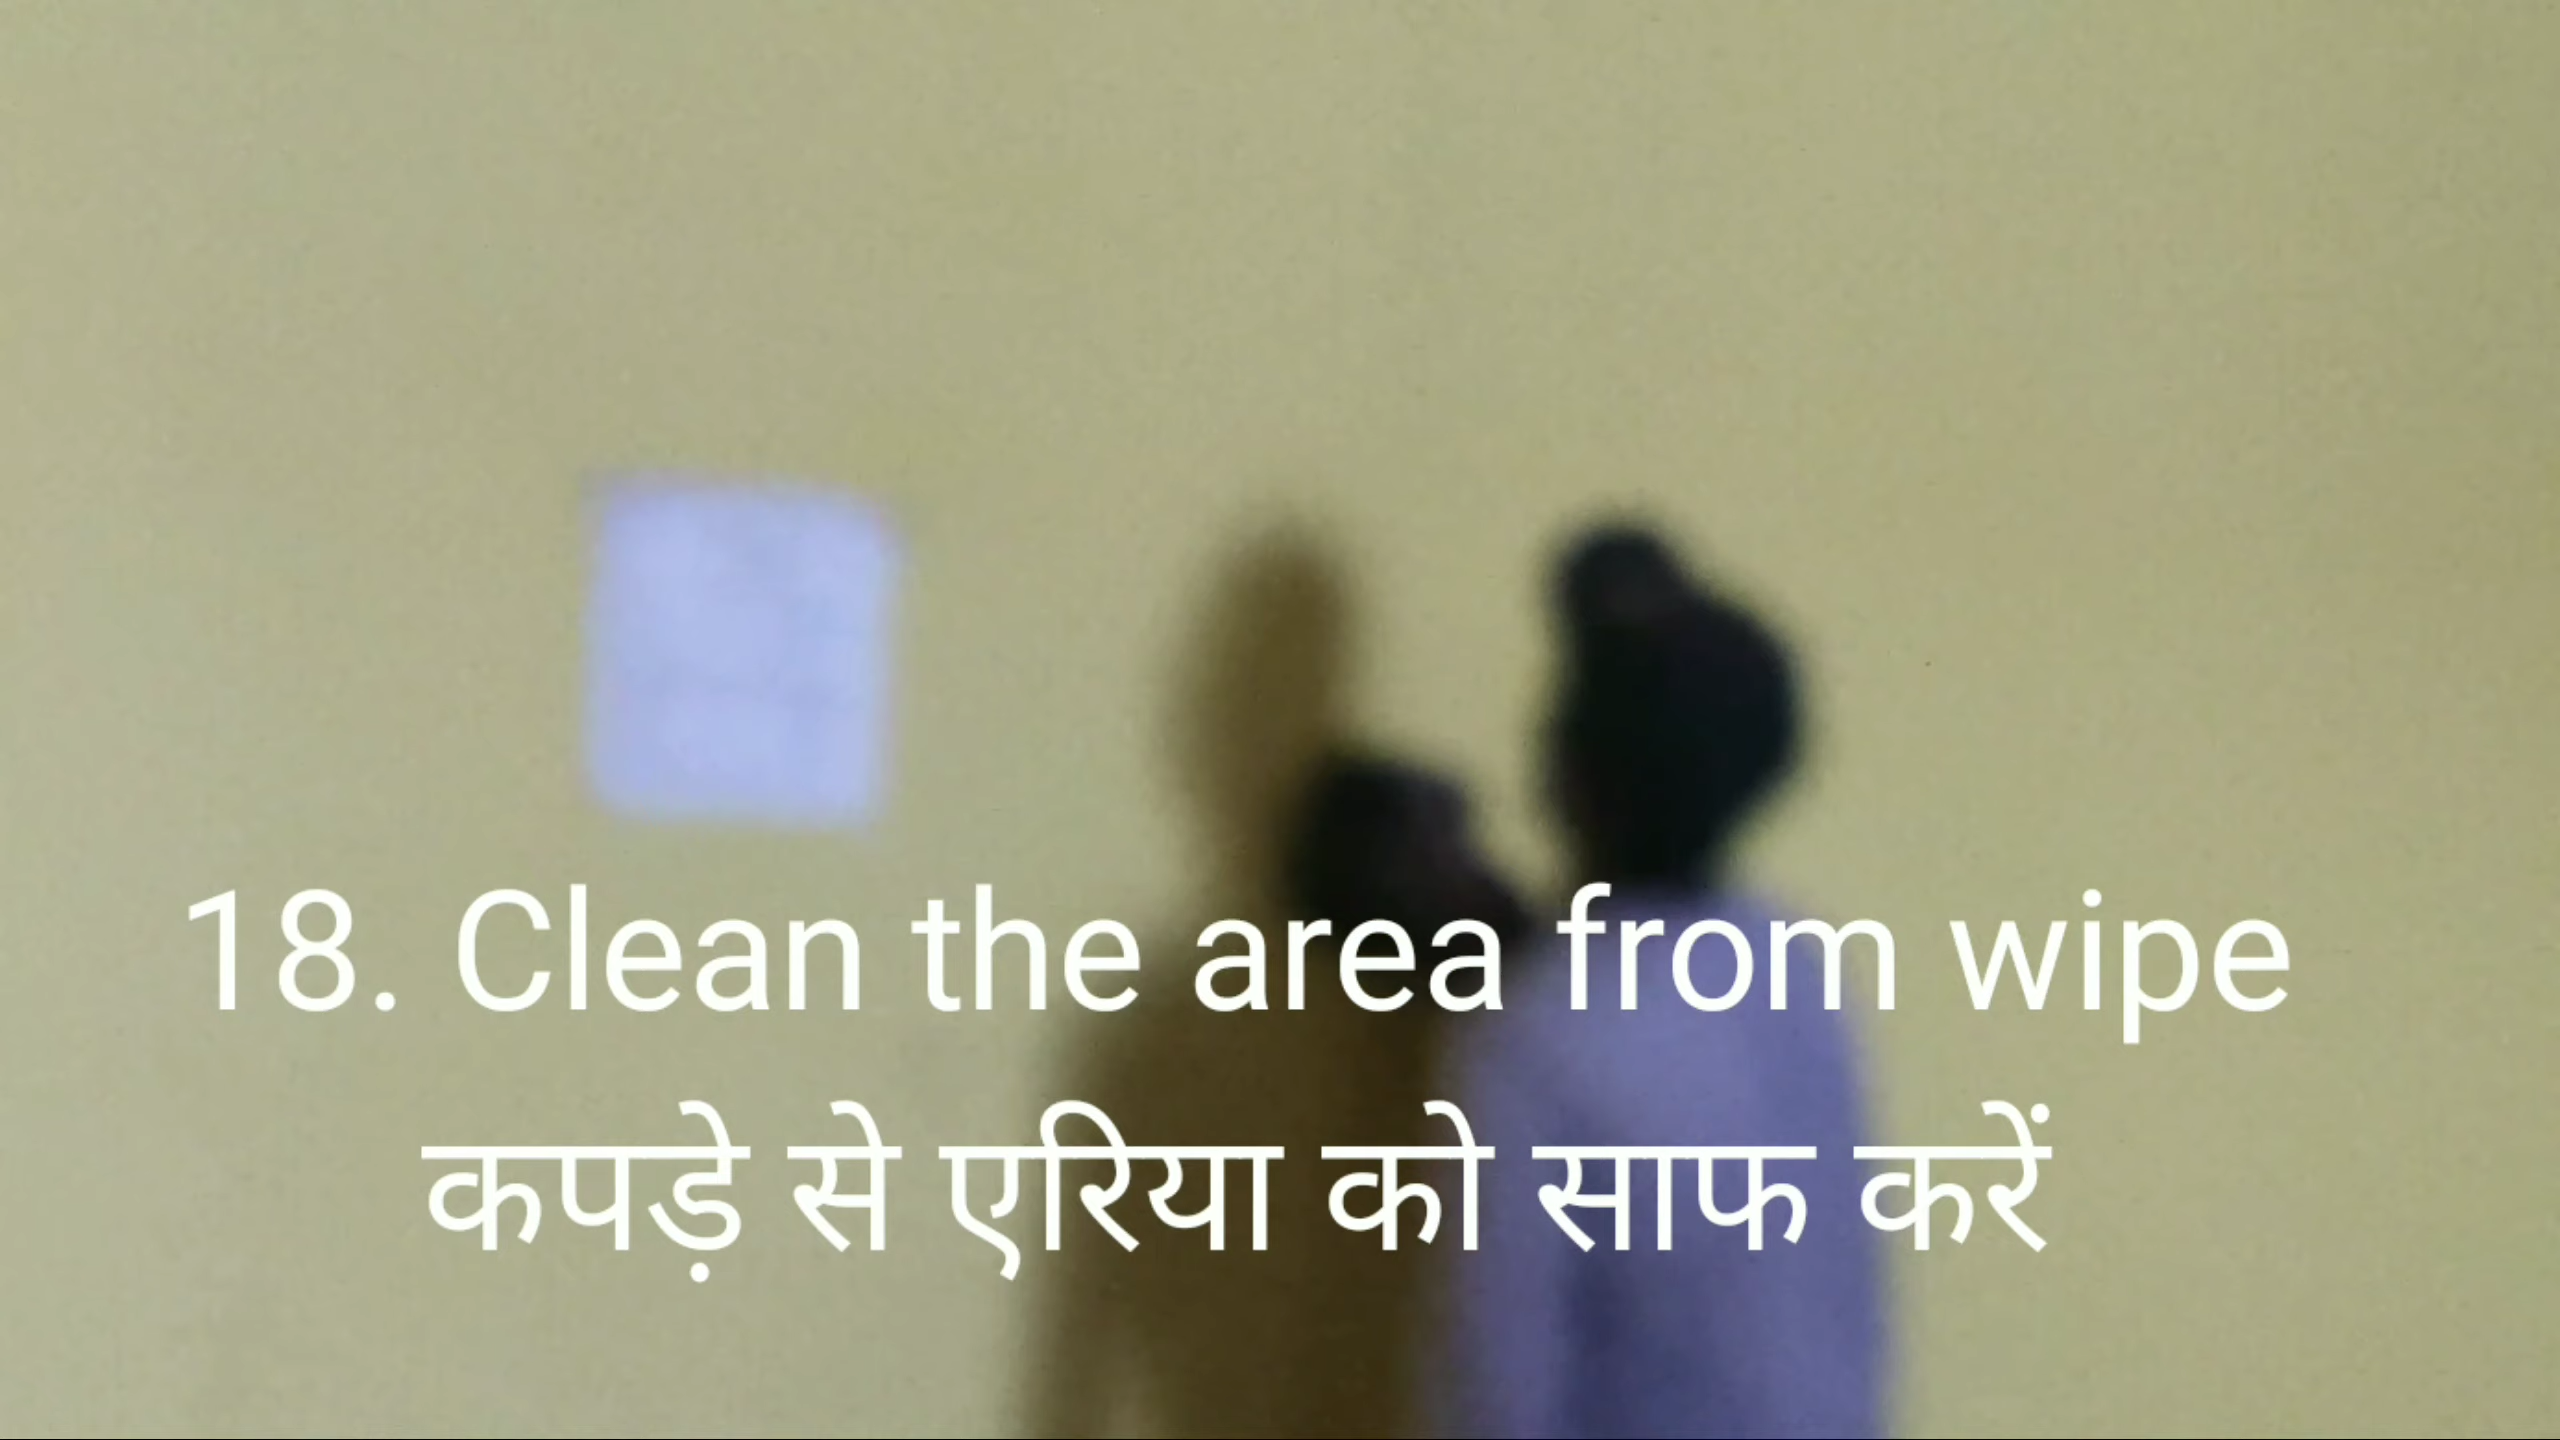 18. Clean the area from wipe
कपड़े से एरिया को साफ करें